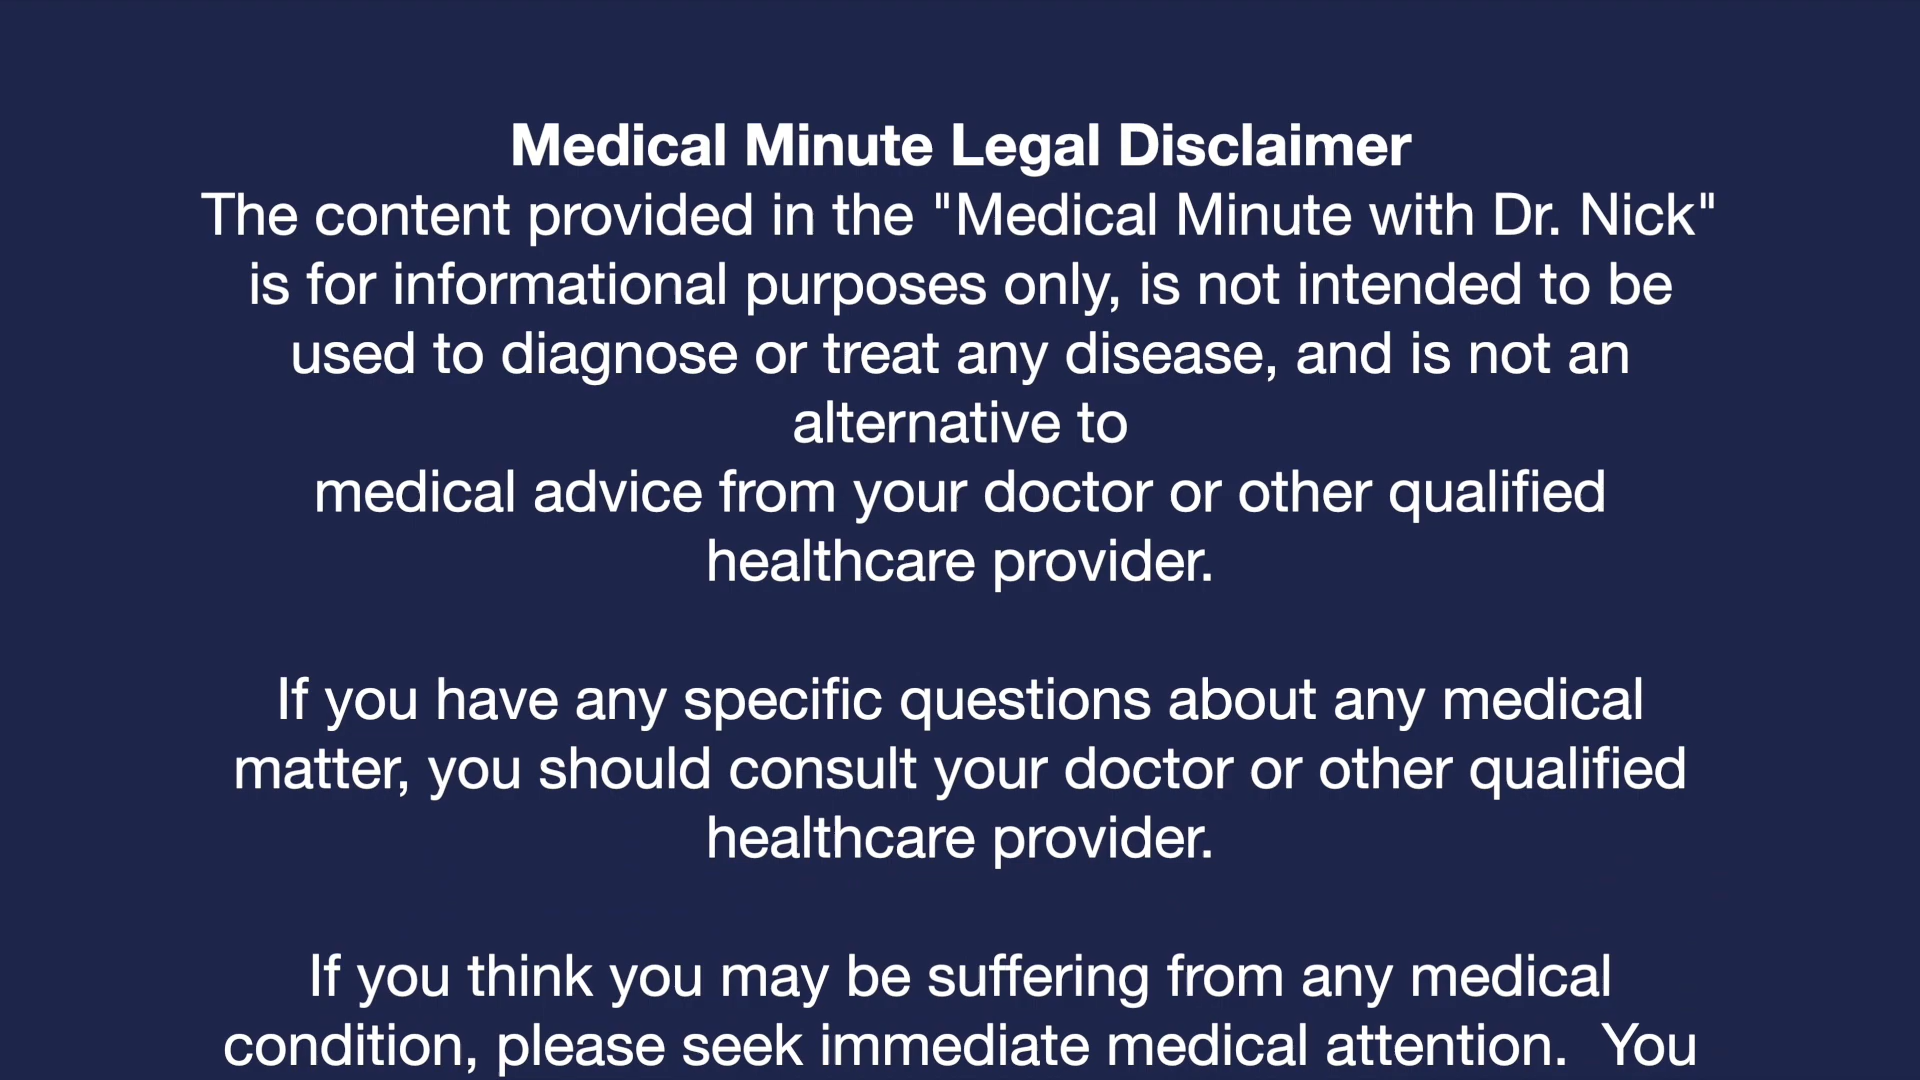 Medical Minute Legal Disclaimer
The content provided in the "Medical Minute with Dr. Nick"
is for informational purposes only, is not intended to be
used to diagnose or treat any disease, and is not an
alternative to
medical advice from your doctor or other qualified
healthcare provider.
If you have any specific questions about any medical
matter, you should consult your doctor or other qualified
healthcare provider.
If you think you may be suffering from any medical
condition, please seek immediate medical attention.  You